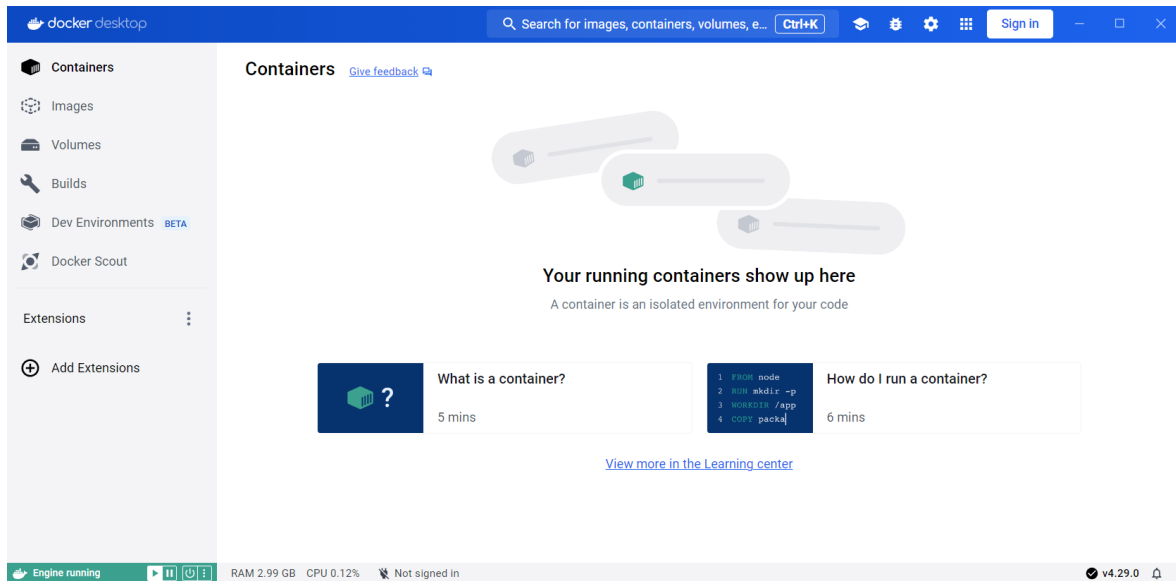 docker desktop
Search for images, containers, volumes, e... Ctrl+K
Sign in
Containers
Images
Volumes
Builds
Dev Environments BETA
Docker Scout
Extensions
Add Extensions
Containers Give feedback
Your running containers show up here
A container is an isolated environment for your code
?
What is a container?
5 mins
1 FROM node
2 RUN mkdir -p
3 WORKDIR /app
4 COPY packa
How do I run a container?
6 mins
View more in the Learning center
Engine running
RAM 2.99 GB CPU 0.12% Not signed in
v4.29.0